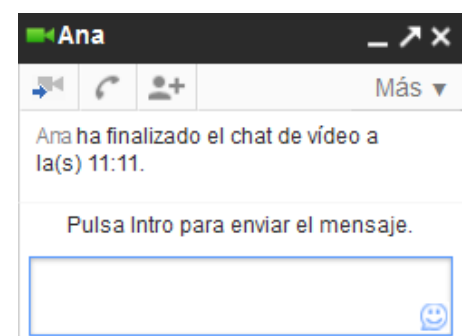 Ana
Más ▼
Ana ha finalizado el chat de vídeo a
la(s) 11:11.
Pulsa Intro para enviar el mensaje.